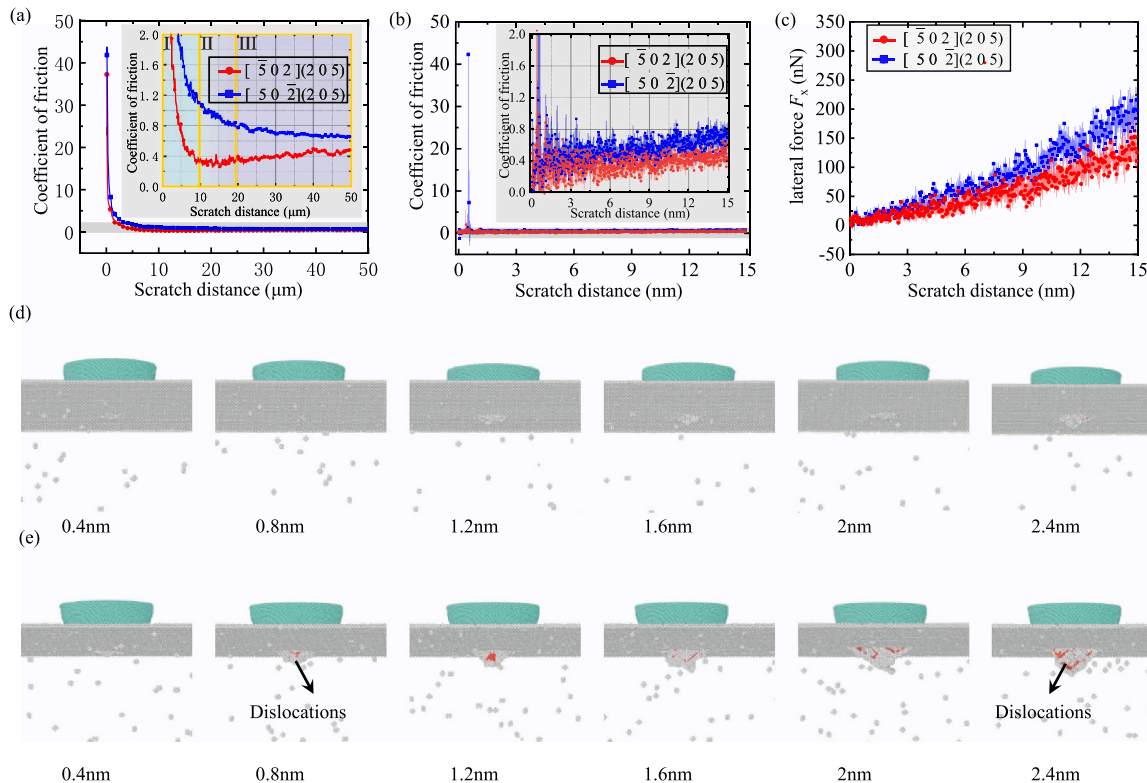 (a)
Coefficient of friction
50
40
30
20
10
0
0 10 20 30 40 50
Scratch distance (μm)
I II III
[ 5̅ 0 2 ] ( 2 0 5 )
[ 5 0 2̅ ] ( 2 0 5 )
Coefficient of friction
2. 0
1. 6
1. 2
0. 8
0. 4
0. 0
0 10 20 30 40 50
Scratch distance (μm)
(b)
Coefficient of friction
50
40
30
20
10
0
0 3 6 9 12 15
Scratch distance (nm)
[ 5̅ 0 2 ] ( 2 0 5 )
[ 5 0 2̅ ] ( 2 0 5 )
Coefficient of friction
2.0
1.6
1.2
0.8
0.4
0.0
0 3 6 9 12 15
Scratch distance (nm)
(c)
lateral force Fx (nN)
350
300
250
200
150
100
50
0
-50
0 3 6 9 12 15
Scratch distance (nm)
[ 5̅ 0 2 ] ( 2 0 5 )
[ 5 0 2̅ ] ( 2 0 5 )
(d)
0.4nm 0.8nm 1.2nm 1.6nm 2nm 2.4nm
(e)
Dislocations Dislocations
0.4nm 0.8nm 1.2nm 1.6nm 2nm 2.4nm